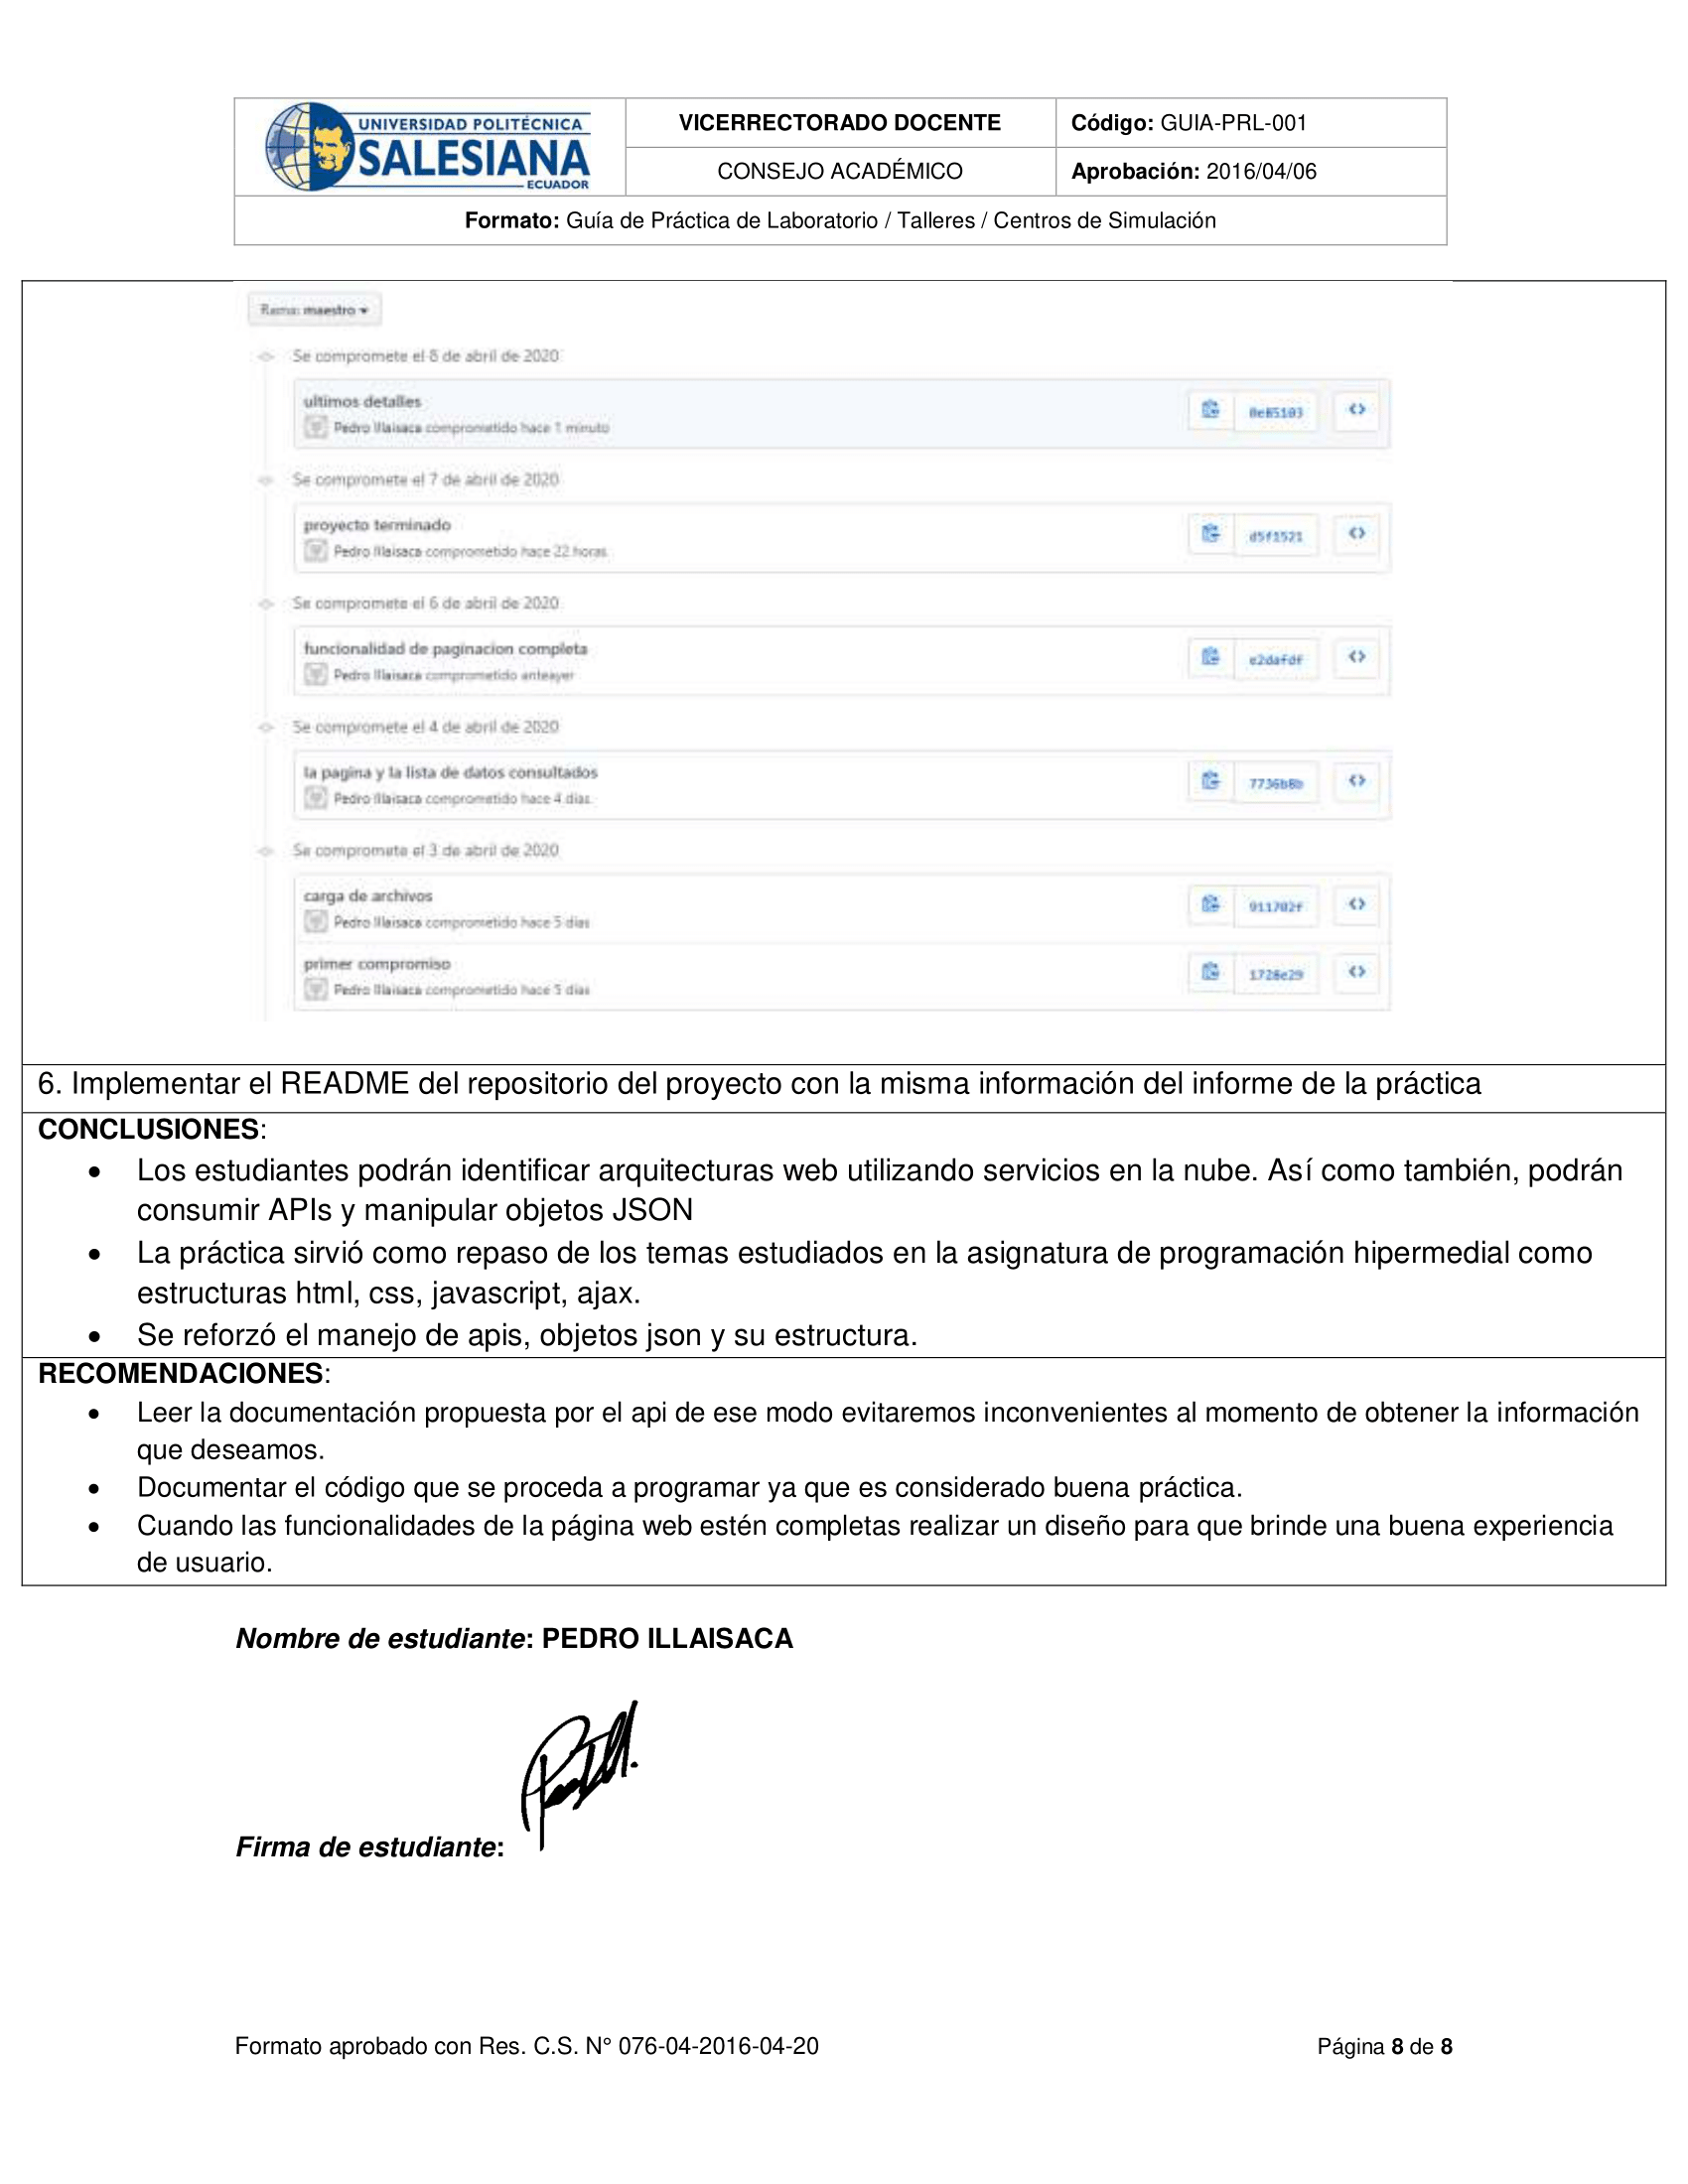 UNIVERSIDAD POLITÉCNICA
SALESIANA
ECUADOR
VICERRECTORADO DOCENTE
Código: GUIA-PRL-001
CONSEJO ACADÉMICO
Aprobación: 2016/04/06
Formato: Guía de Práctica de Laboratorio / Talleres / Centros de Simulación
Rama: maestro
Se compromete el 8 de abril de 2020
ultimos detalles
Pedro Illaisaca comprometido hace 1 minuto
Se compromete el 7 de abril de 2020
proyecto terminado
Pedro Illaisaca comprometido hace 22 horas
d5f1521
Se compromete el 6 de abril de 2020
funcionalidad de paginacion completa
Pedro Illaisaca comprometido anteayer
e2dafdf
Se compromete el 4 de abril de 2020
la pagina y la lista de datos consultados
Pedro Illaisaca comprometido hace 4 dias
7736b8b
Se compromete el 3 de abril de 2020
carga de archivos
Pedro Illaisaca comprometido hace 5 dias
911702f
primer compromiso
Pedro Illaisaca comprometido hace 5 dias
1728e29
6. Implementar el README del repositorio del proyecto con la misma información del informe de la práctica
CONCLUSIONES:
• Los estudiantes podrán identificar arquitecturas web utilizando servicios en la nube. Así como también, podrán
consumir APIs y manipular objetos JSON
• La práctica sirvió como repaso de los temas estudiados en la asignatura de programación hipermedial como
estructuras html, css, javascript, ajax.
• Se reforzó el manejo de apis, objetos json y su estructura.
RECOMENDACIONES:
• Leer la documentación propuesta por el api de ese modo evitaremos inconvenientes al momento de obtener la información
que deseamos.
• Documentar el código que se proceda a programar ya que es considerado buena práctica.
• Cuando las funcionalidades de la página web estén completas realizar un diseño para que brinde una buena experiencia
de usuario.
Nombre de estudiante: PEDRO ILLAISACA
Firma de estudiante:
Formato aprobado con Res. C.S. N° 076-04-2016-04-20
Página 8 de 8